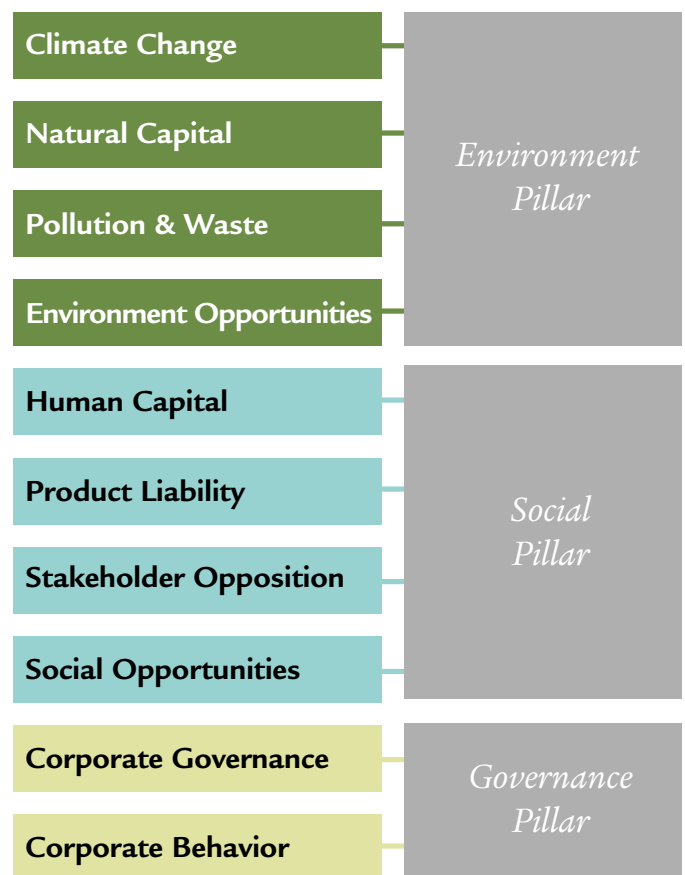 Climate Change
Natural Capital
Environment
Pillar
Pollution & Waste
Environment Opportunities
Human Capital
Product Liability
Social
Pillar
Stakeholder Opposition
Social Opportunities
Corporate Governance
Governance
Pillar
Corporate Behavior